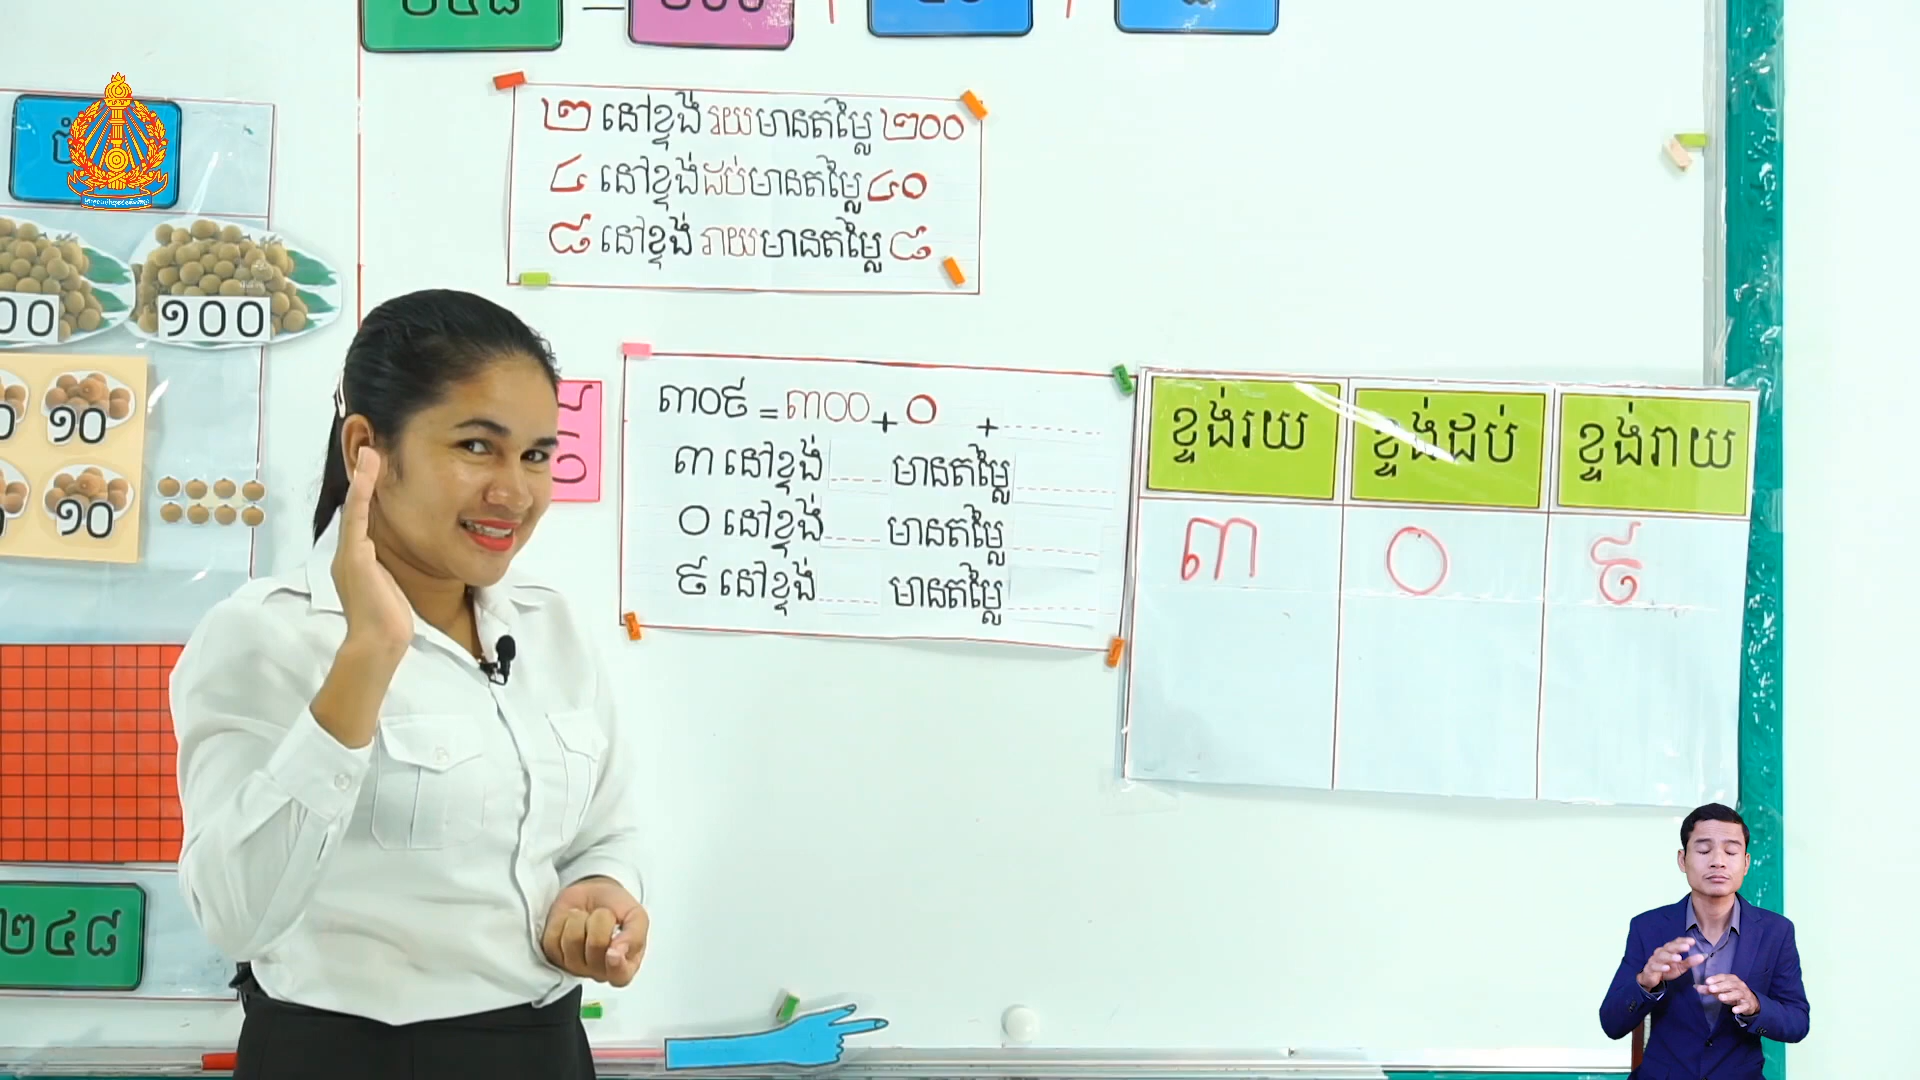 ២ នៅខ្ទង់ រយមានតម្លៃ ២០០
៤ នៅខ្ទង់ដប់មានតម្លៃ ៤០
៨ នៅខ្ទង់ រាយមានតម្លៃ ៨
១០០
១០
១០
៣០៩ = ៣០០ + ០ + ........
៣ នៅខ្ទង់ .... មានតម្លៃ ........
០ នៅខ្ទង់ .... មានតម្លៃ ........
៩ នៅខ្ទង់ .... មានតម្លៃ ........
ខ្ទង់រយ ខ្ទង់ដប់ ខ្ទង់រាយ
៣ ០ ៩
២៤៨